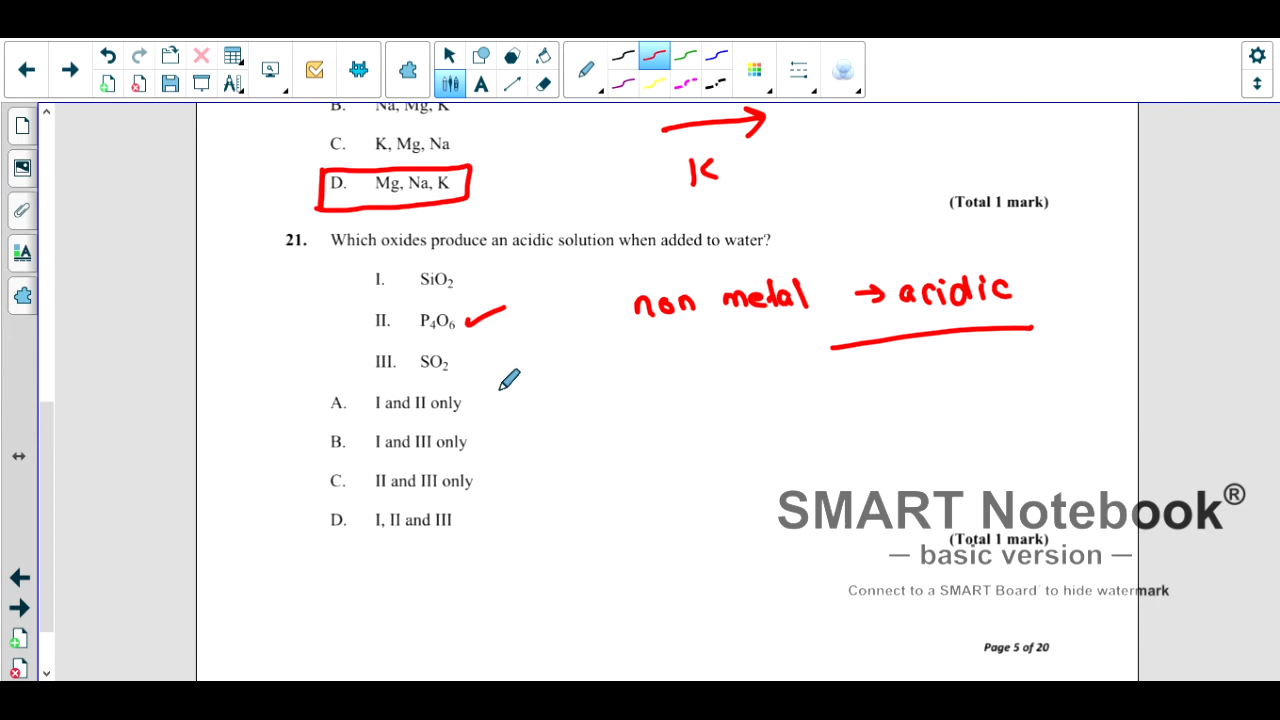 B. Na, Mg, K
C. K, Mg, Na
K
D. Mg, Na, K
(Total 1 mark)
21. Which oxides produce an acidic solution when added to water?
I. SiO₂
non metal → acidic
II. P₄O₆ ✓
III. SO₂
A. I and II only
B. I and III only
C. II and III only
D. I, II and III
SMART Notebook®
(Total 1 mark)
— basic version —
Connect to a SMART Board' to hide watermark
Page 5 of 20